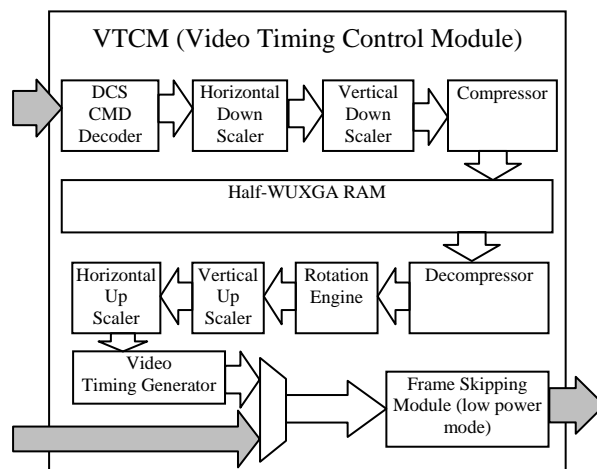 VTCM (Video Timing Control Module)
DCS
CMD
Decoder
Horizontal
Down
Scaler
Vertical
Down
Scaler
Compressor
Half-WUXGA RAM
Horizontal
Up
Scaler
Vertical
Up
Scaler
Rotation
Engine
Decompressor
Video
Timing Generator
Frame Skipping
Module (low power
mode)